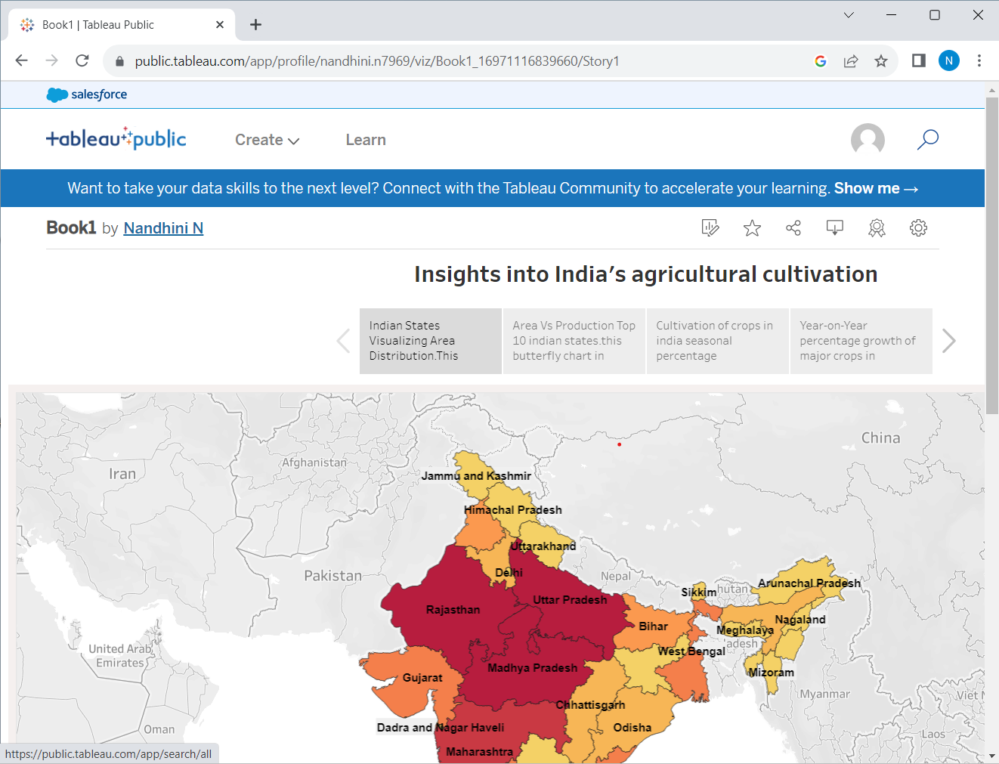 Book1 | Tableau Public
public.tableau.com/app/profile/nandhini.n7969/viz/Book1_16971116839660/Story1
N
salesforce
+ableau+public
Create
Learn
Want to take your data skills to the next level? Connect with the Tableau Community to accelerate your learning. Show me →
Book1 by Nandhini N
Insights into India's agricultural cultivation
Indian States
Visualizing Area
Distribution.This
Area Vs Production Top
10 indian states.this
butterfly chart in
Cultivation of crops in
india seasonal
percentage
Year-on-Year
percentage growth of
major crops in
China
Afghanistan
Iran
Jammu and Kashmir
Himachal Pradesh
Uttarakhand
Delhi
Pakistan
Nepal
Arunachal Pradesh
Sikkim
hutan
Uttar Pradesh
Rajasthan
Nagaland
Bihar
Meghalaya
adesh
United Arab
Emirates
West Bengal
Madhya Pradesh
Mizoram
Gujarat
Myanmar
Viet N
Chhattisgarh
Dadra and Nagar Haveli
Odisha
Oman
Laos
Maharashtra
https://public.tableau.com/app/search/all